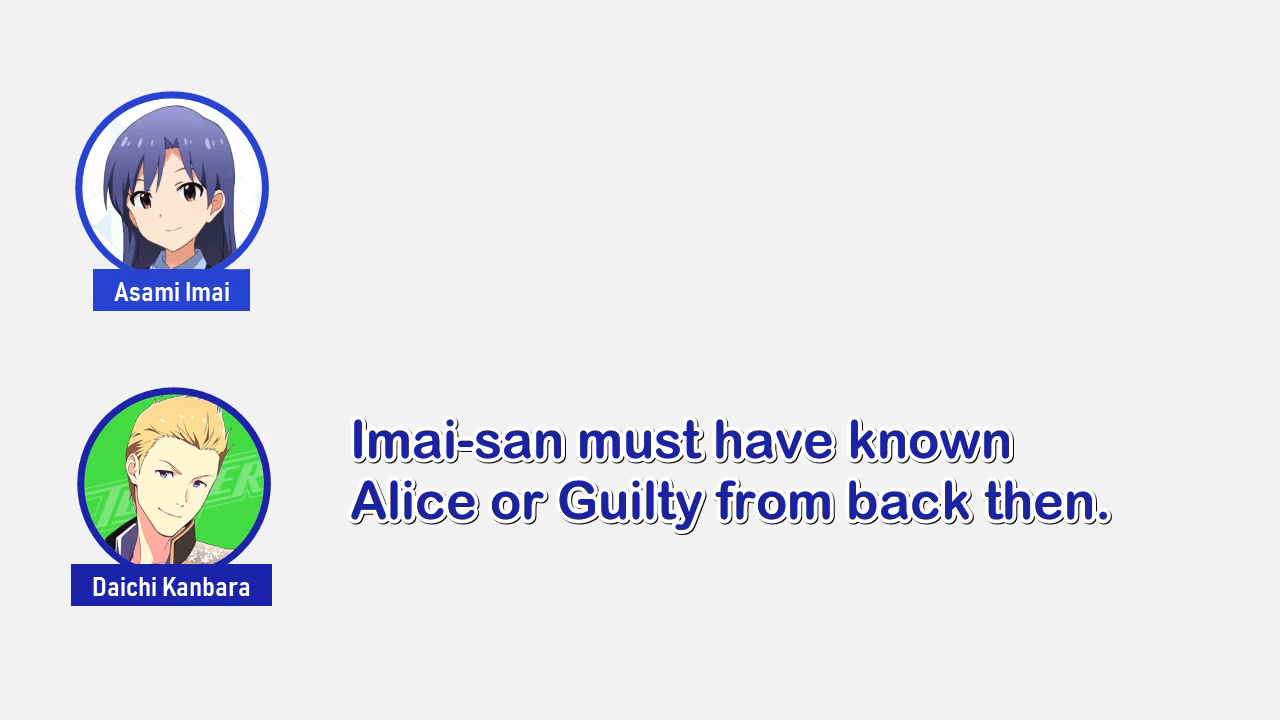 Asami Imai
Imai-san must have known
Alice or Guilty from back then.
Daichi Kanbara